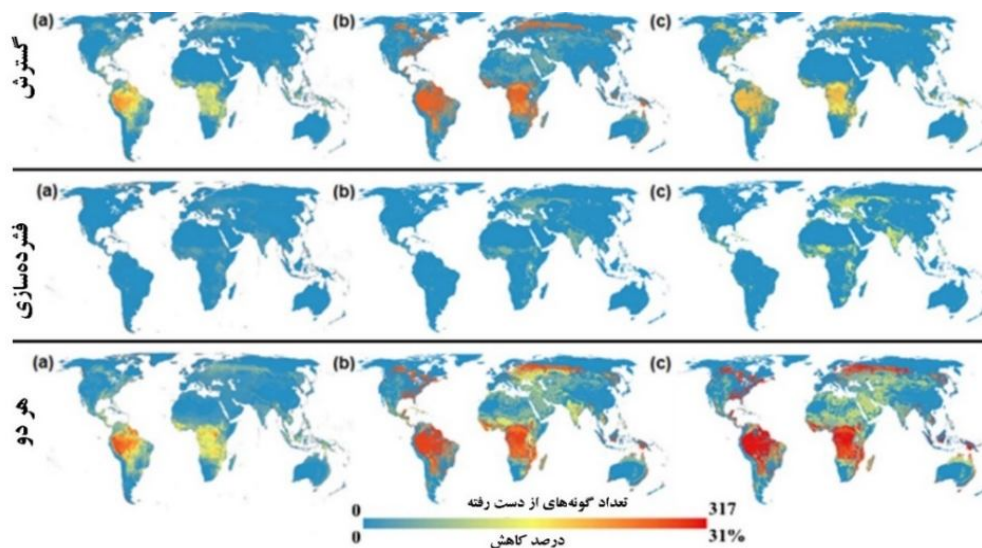 گسترش
(a) (b) (c)
فشرده‌سازی
(a) (b) (c)
هر دو
(a) (b) (c)
تعداد گونه‌های از دست رفته
0 317
0 31%
درصد کاهش